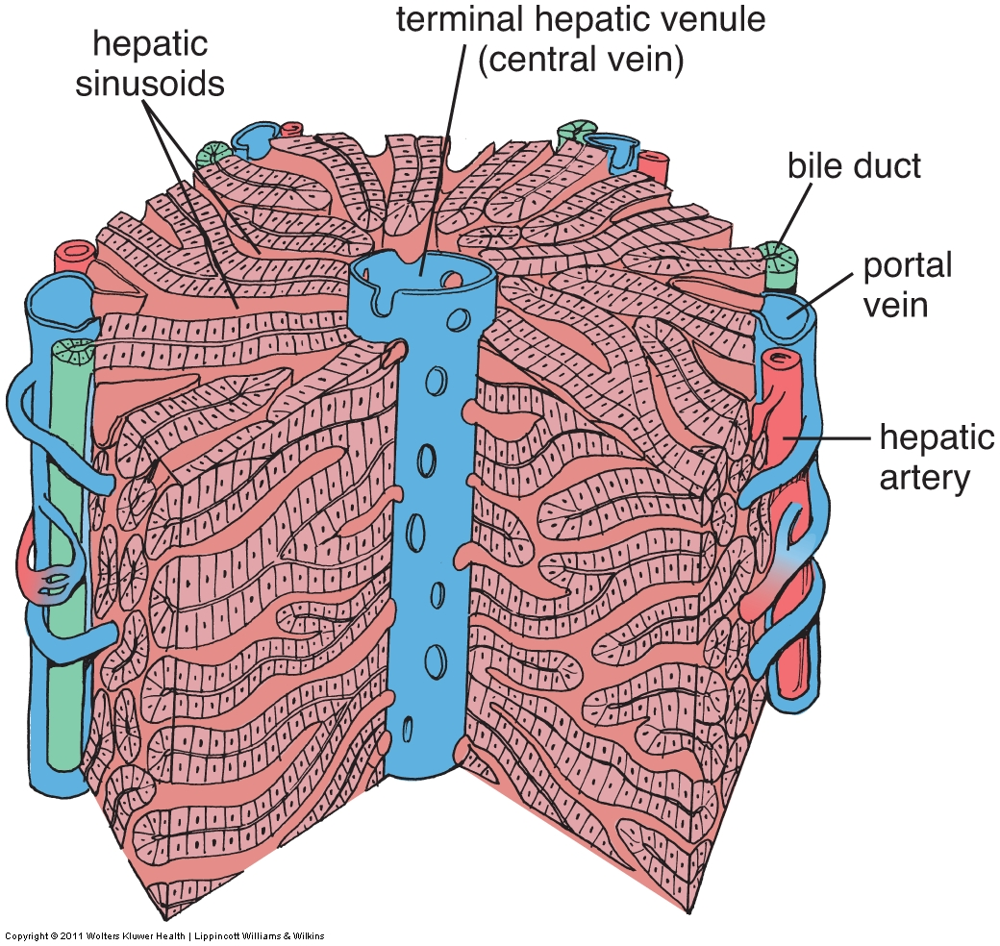 terminal hepatic venule
(central vein)
hepatic
sinusoids
bile duct
portal
vein
hepatic
artery
Copyright © 2011 Wolters Kluwer Health | Lippincott Williams & Wilkins